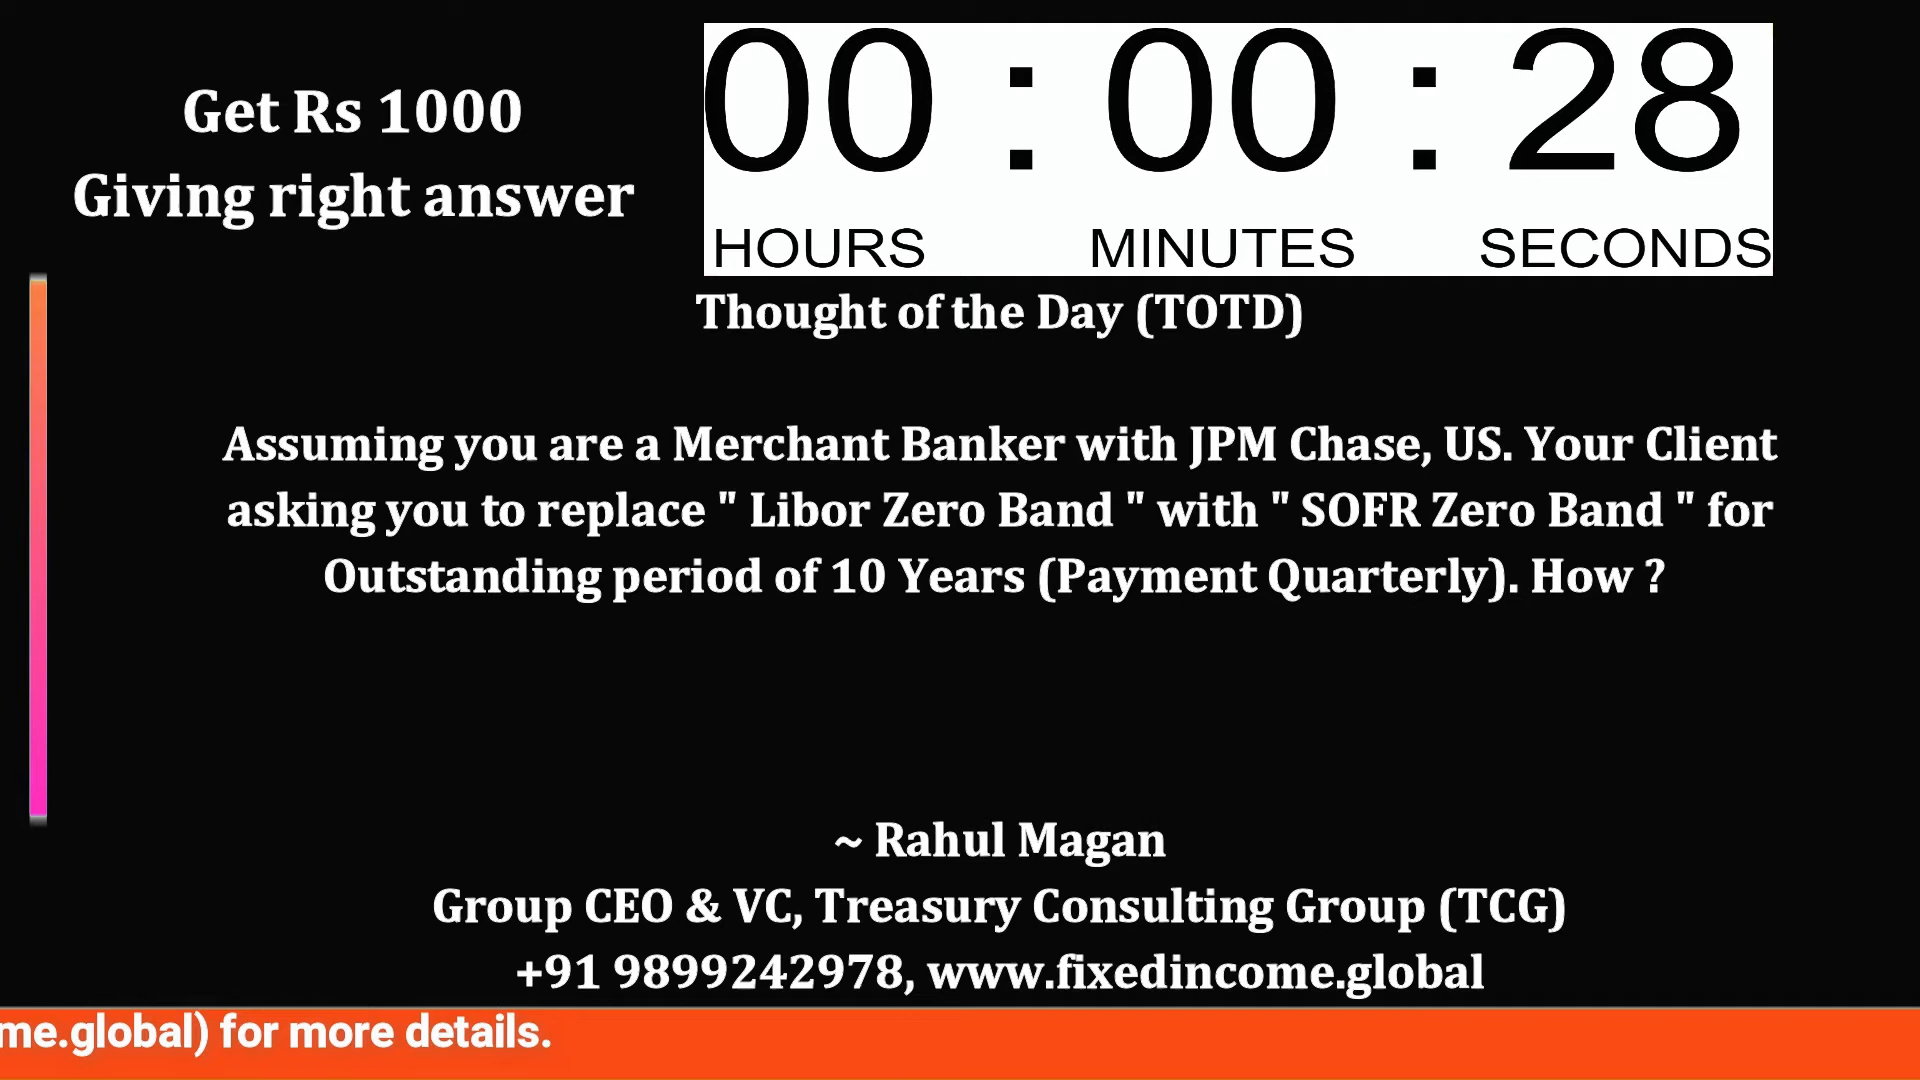 Get Rs 1000
Giving right answer
00 : 00 : 28
HOURS MINUTES SECONDS
Thought of the Day (TOTD)
Assuming you are a Merchant Banker with JPM Chase, US. Your Client
asking you to replace " Libor Zero Band " with " SOFR Zero Band " for
Outstanding period of 10 Years (Payment Quarterly). How ?
~ Rahul Magan
Group CEO & VC, Treasury Consulting Group (TCG)
+91 9899242978, www.fixedincome.global
me.global) for more details.